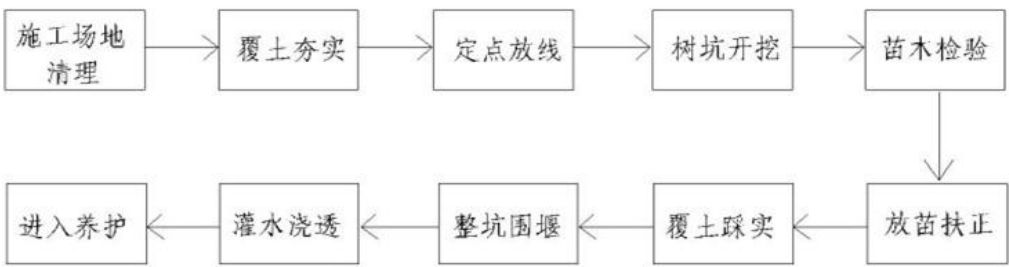 施工场地
清理
覆土夯实
定点放线
树坑开挖
苗木检验
放苗扶正
覆土踩实
整坑围堰
灌水浇透
进入养护